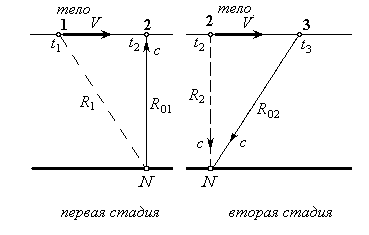 тело
тело
1 V 2
2 V 3
t1 t2 c
t2 t3
R1 R01
R2 R02
c c
N
N
первая стадия
вторая стадия